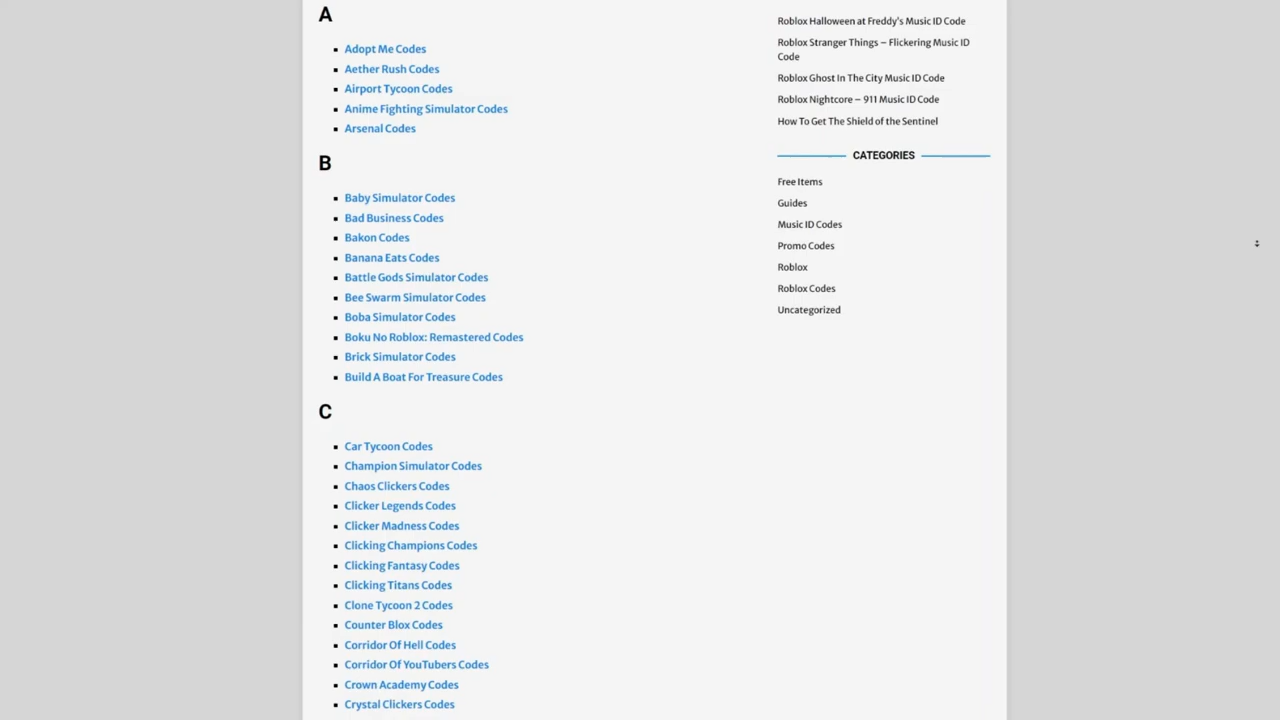 A
Adopt Me Codes
Aether Rush Codes
Airport Tycoon Codes
Anime Fighting Simulator Codes
Arsenal Codes
B
Baby Simulator Codes
Bad Business Codes
Bakon Codes
Banana Eats Codes
Battle Gods Simulator Codes
Bee Swarm Simulator Codes
Boba Simulator Codes
Boku No Roblox: Remastered Codes
Brick Simulator Codes
Build A Boat For Treasure Codes
C
Car Tycoon Codes
Champion Simulator Codes
Chaos Clickers Codes
Clicker Legends Codes
Clicker Madness Codes
Clicking Champions Codes
Clicking Fantasy Codes
Clicking Titans Codes
Clone Tycoon 2 Codes
Counter Blox Codes
Corridor Of Hell Codes
Corridor Of YouTubers Codes
Crown Academy Codes
Crystal Clickers Codes
Roblox Halloween at Freddy's Music ID Code
Roblox Stranger Things – Flickering Music ID
Code
Roblox Ghost In The City Music ID Code
Roblox Nightcore – 911 Music ID Code
How To Get The Shield of the Sentinel
CATEGORIES
Free Items
Guides
Music ID Codes
Promo Codes
Roblox
Roblox Codes
Uncategorized